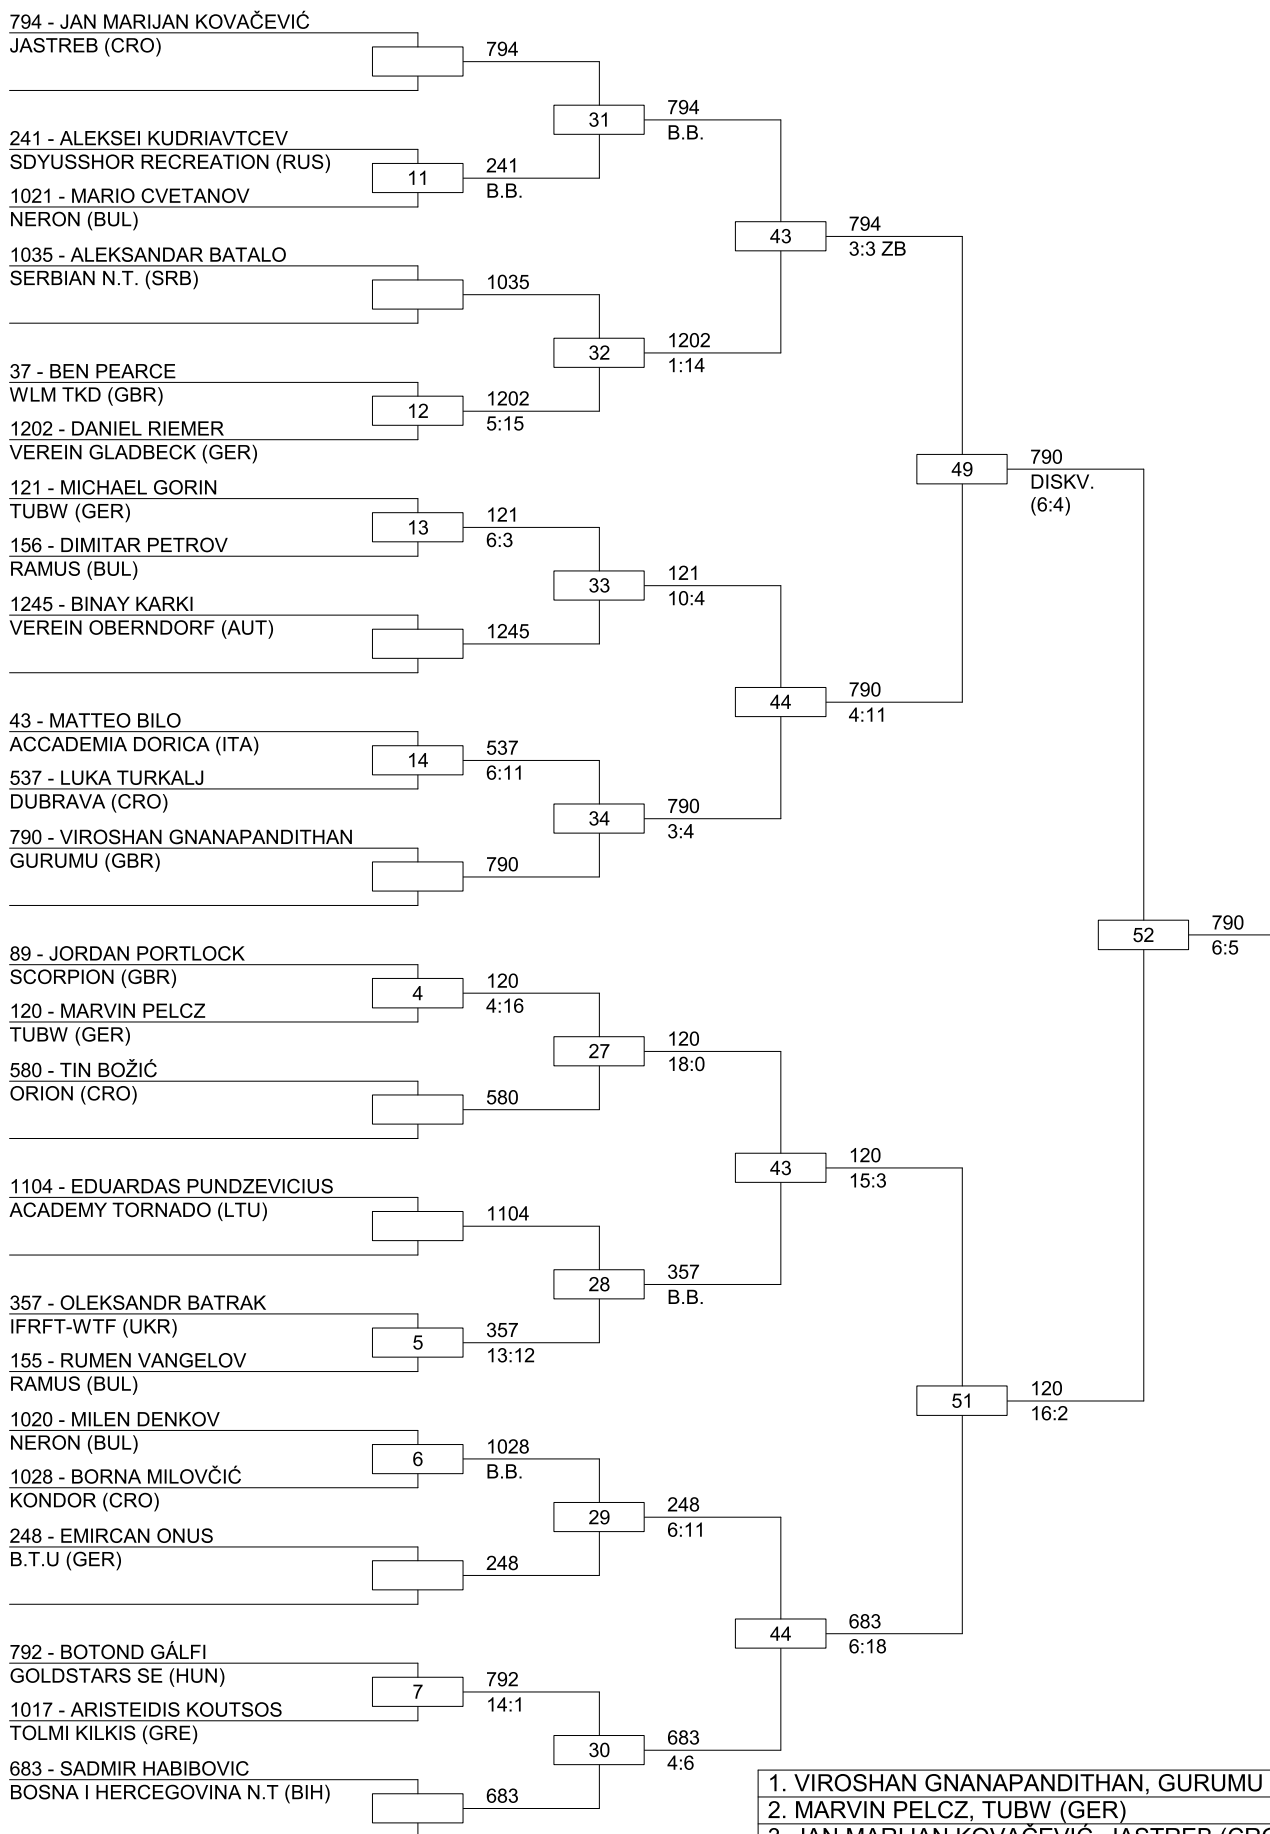 794 - JAN MARIJAN KOVAČEVIĆ
JASTREB (CRO)
794
31
794
B.B.
241 - ALEKSEI KUDRIAVTCEV
SDYUSSHOR RECREATION (RUS)
11
241
B.B.
1021 - MARIO CVETANOV
NERON (BUL)
43
794
3:3 ZB
1035 - ALEKSANDAR BATALO
SERBIAN N.T. (SRB)
1035
32
1202
1:14
37 - BEN PEARCE
WLM TKD (GBR)
12
1202
5:15
1202 - DANIEL RIEMER
VEREIN GLADBECK (GER)
49
790
DISKV.
(6:4)
121 - MICHAEL GORIN
TUBW (GER)
13
121
6:3
156 - DIMITAR PETROV
RAMUS (BUL)
33
121
10:4
1245 - BINAY KARKI
VEREIN OBERNDORF (AUT)
1245
44
790
4:11
43 - MATTEO BILO
ACCADEMIA DORICA (ITA)
14
537
6:11
537 - LUKA TURKALJ
DUBRAVA (CRO)
34
790
3:4
790 - VIROSHAN GNANAPANDITHAN
GURUMU (GBR)
790
52
790
6:5
89 - JORDAN PORTLOCK
SCORPION (GBR)
4
120
4:16
120 - MARVIN PELCZ
TUBW (GER)
27
120
18:0
580 - TIN BOŽIĆ
ORION (CRO)
580
43
120
15:3
1104 - EDUARDAS PUNDZEVICIUS
ACADEMY TORNADO (LTU)
1104
28
357
B.B.
357 - OLEKSANDR BATRAK
IFRFT-WTF (UKR)
5
357
13:12
155 - RUMEN VANGELOV
RAMUS (BUL)
51
120
16:2
1020 - MILEN DENKOV
NERON (BUL)
6
1028
B.B.
1028 - BORNA MILOVČIĆ
KONDOR (CRO)
29
248
6:11
248 - EMIRCAN ONUS
B.T.U (GER)
248
44
683
6:18
792 - BOTOND GÁLFI
GOLDSTARS SE (HUN)
7
792
14:1
1017 - ARISTEIDIS KOUTSOS
TOLMI KILKIS (GRE)
30
683
4:6
683 - SADMIR HABIBOVIC
BOSNA I HERCEGOVINA N.T (BIH)
683
1. VIROSHAN GNANAPANDITHAN, GURUMU
2. MARVIN PELCZ, TUBW (GER)
3. JAN MARIJAN KOVAČEVIĆ, JASTREB (CRO